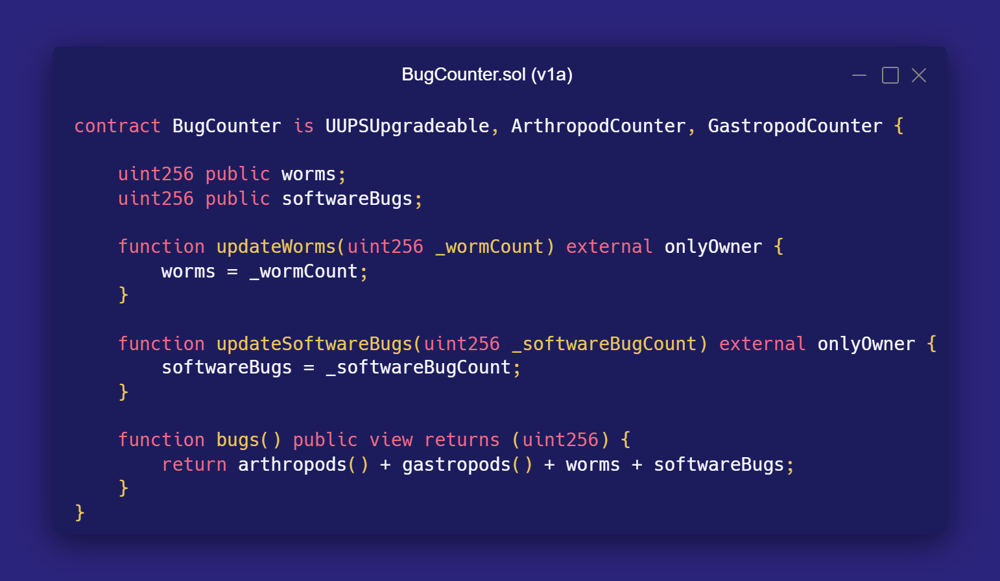 BugCounter.sol (v1a)
contract BugCounter is UUPSUpgradeable, ArthropodCounter, GastropodCounter {
uint256 public worms;
uint256 public softwareBugs;
function updateWorms(uint256 _wormCount) external onlyOwner {
worms = _wormCount;
}
function updateSoftwareBugs(uint256 _softwareBugCount) external onlyOwner {
softwareBugs = _softwareBugCount;
}
function bugs() public view returns (uint256) {
return arthropods() + gastropods() + worms + softwareBugs;
}
}